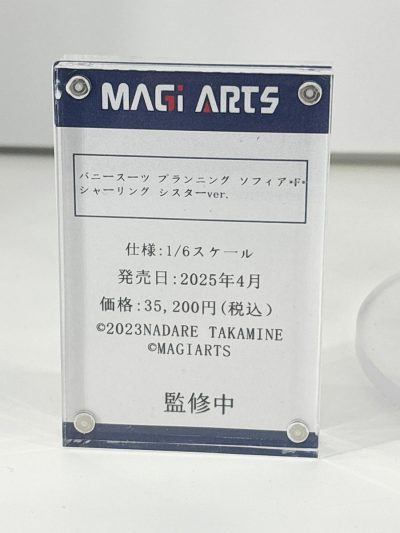 MAGi ARTS
バニースーツ プランニング ソフィア*F*
シャーリング シスターver.
仕様:1/6スケール
発売日:2025年4月
価格:35,200円(税込)
©2023NADARE TAKAMINE
©MAGIARTS
監修中